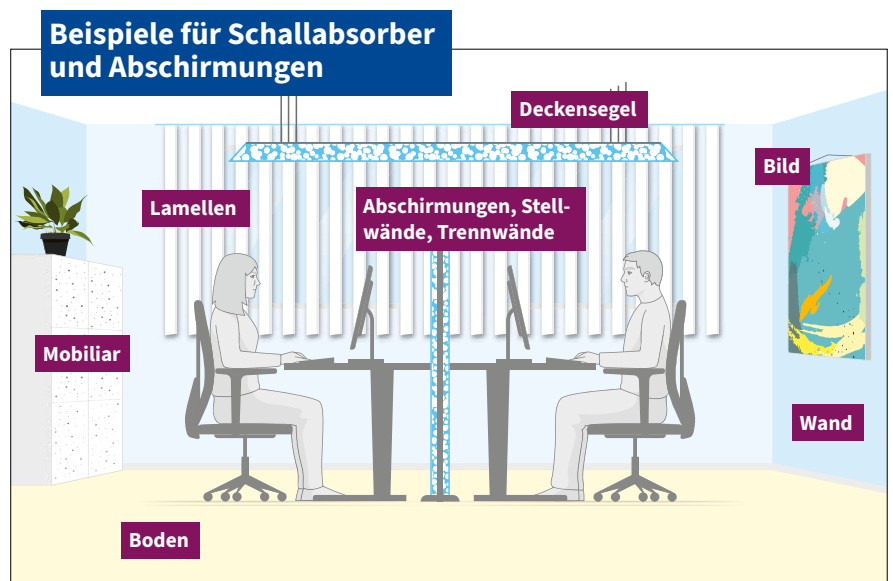 Beispiele für Schallabsorber
und Abschirmungen
Deckensegel
Bild
Lamellen
Abschirmungen, Stell-
wände, Trennwände
Mobiliar
Wand
Boden